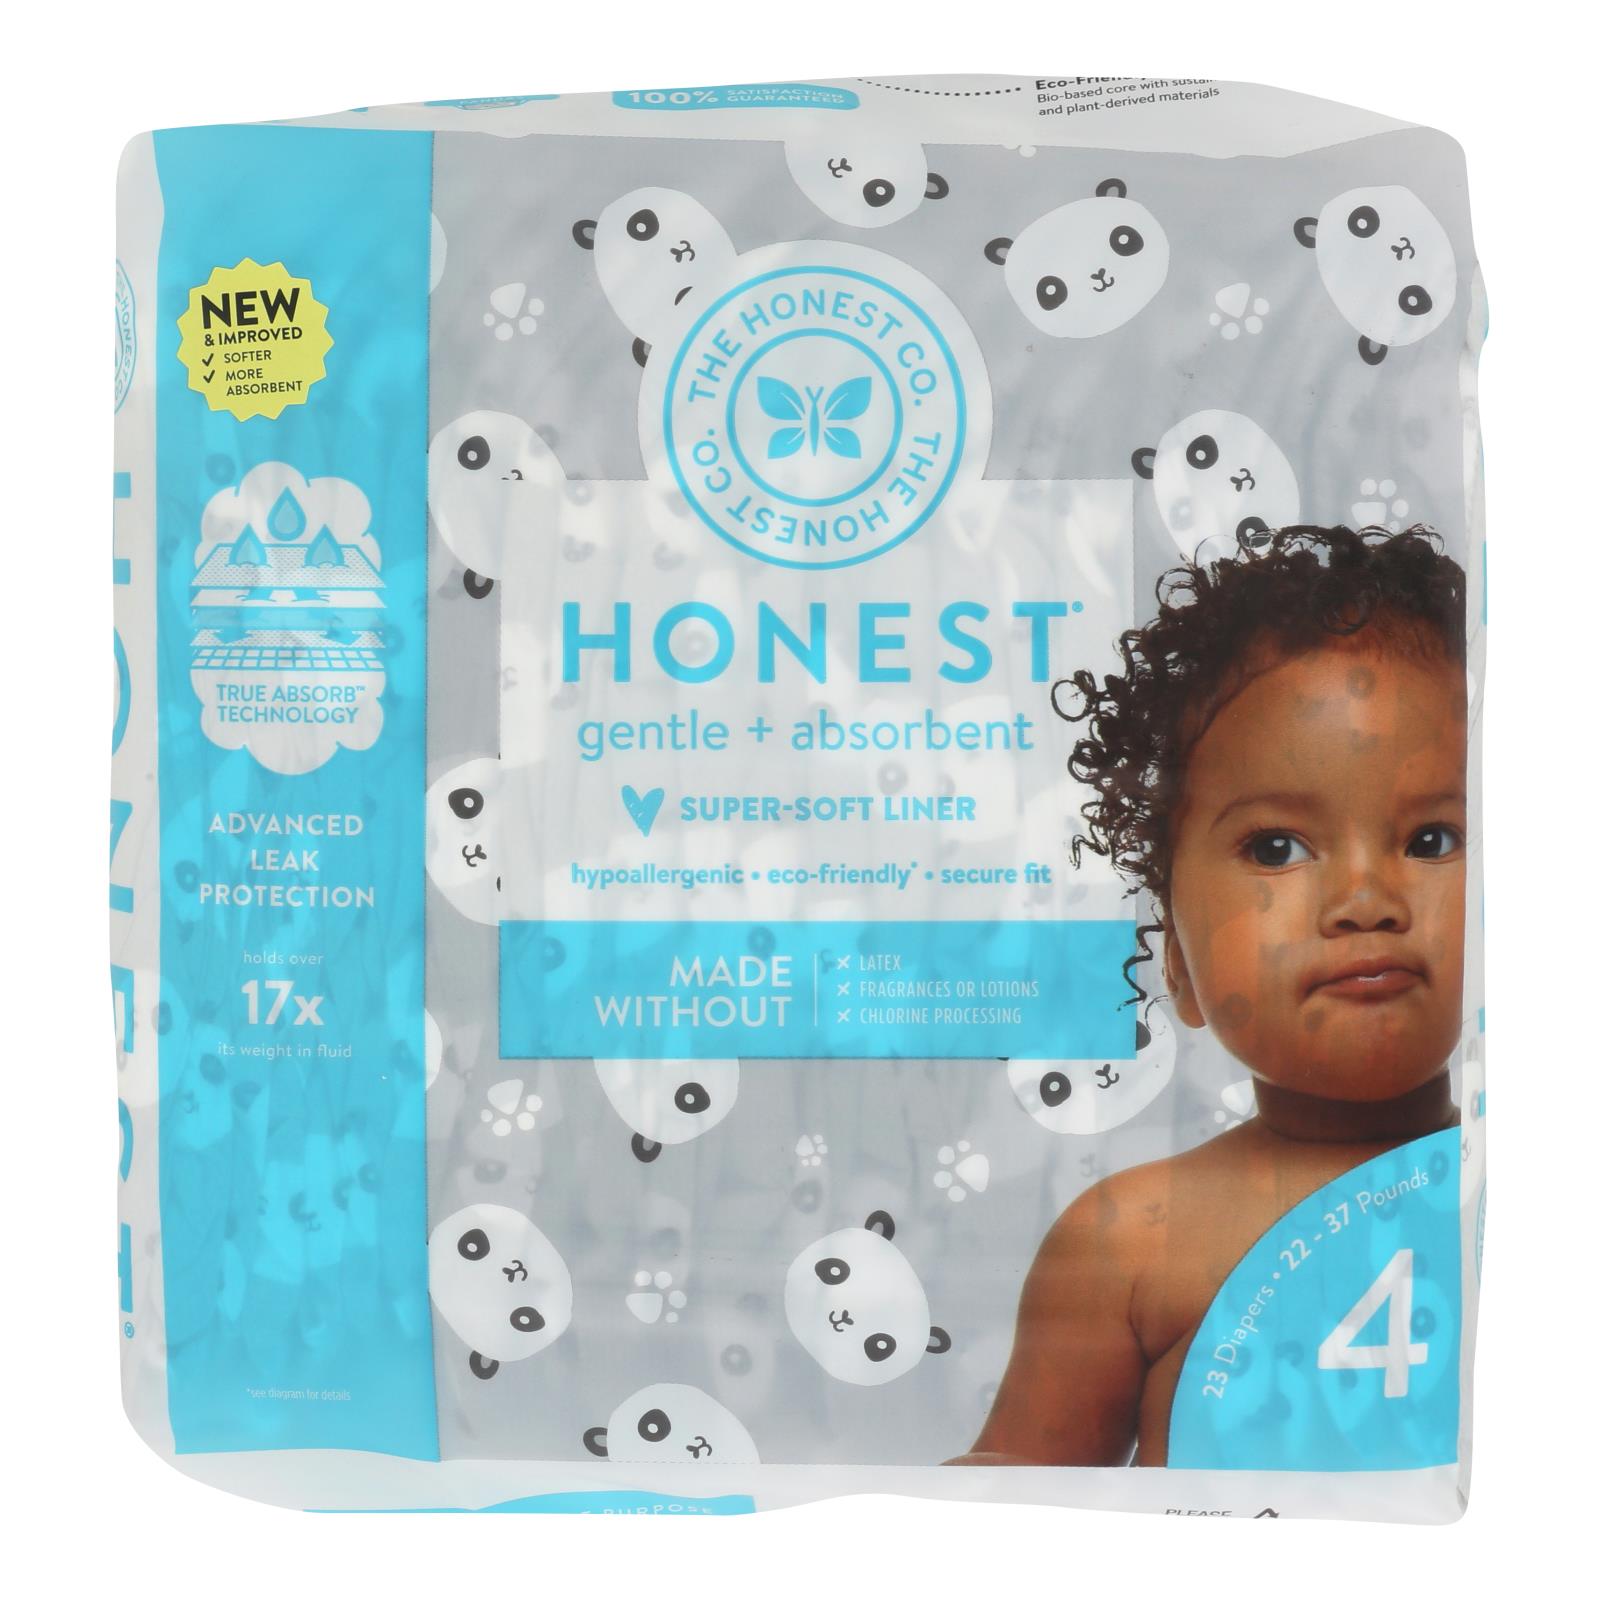 100% SATISFACTION
GUARANTEED
Bio-based core with
and plant-derived materials
NEW
& IMPROVED
✓ SOFTER
✓ MORE
ABSORBENT
THE HONEST CO. THE HONEST CO.
HONEST®
gentle + absorbent
SUPER-SOFT LINER
hypoallergenic • eco-friendly* • secure fit
MADE
WITHOUT
× LATEX
× FRAGRANCES OR LOTIONS
× CHLORINE PROCESSING
TRUE ABSORB™
TECHNOLOGY
ADVANCED
LEAK
PROTECTION
holds over
17x
its weight in fluid
*see diagram for details
23 Diapers • 22 - 37 Pounds
4
HONEST®
PURPOSE
PLEASE